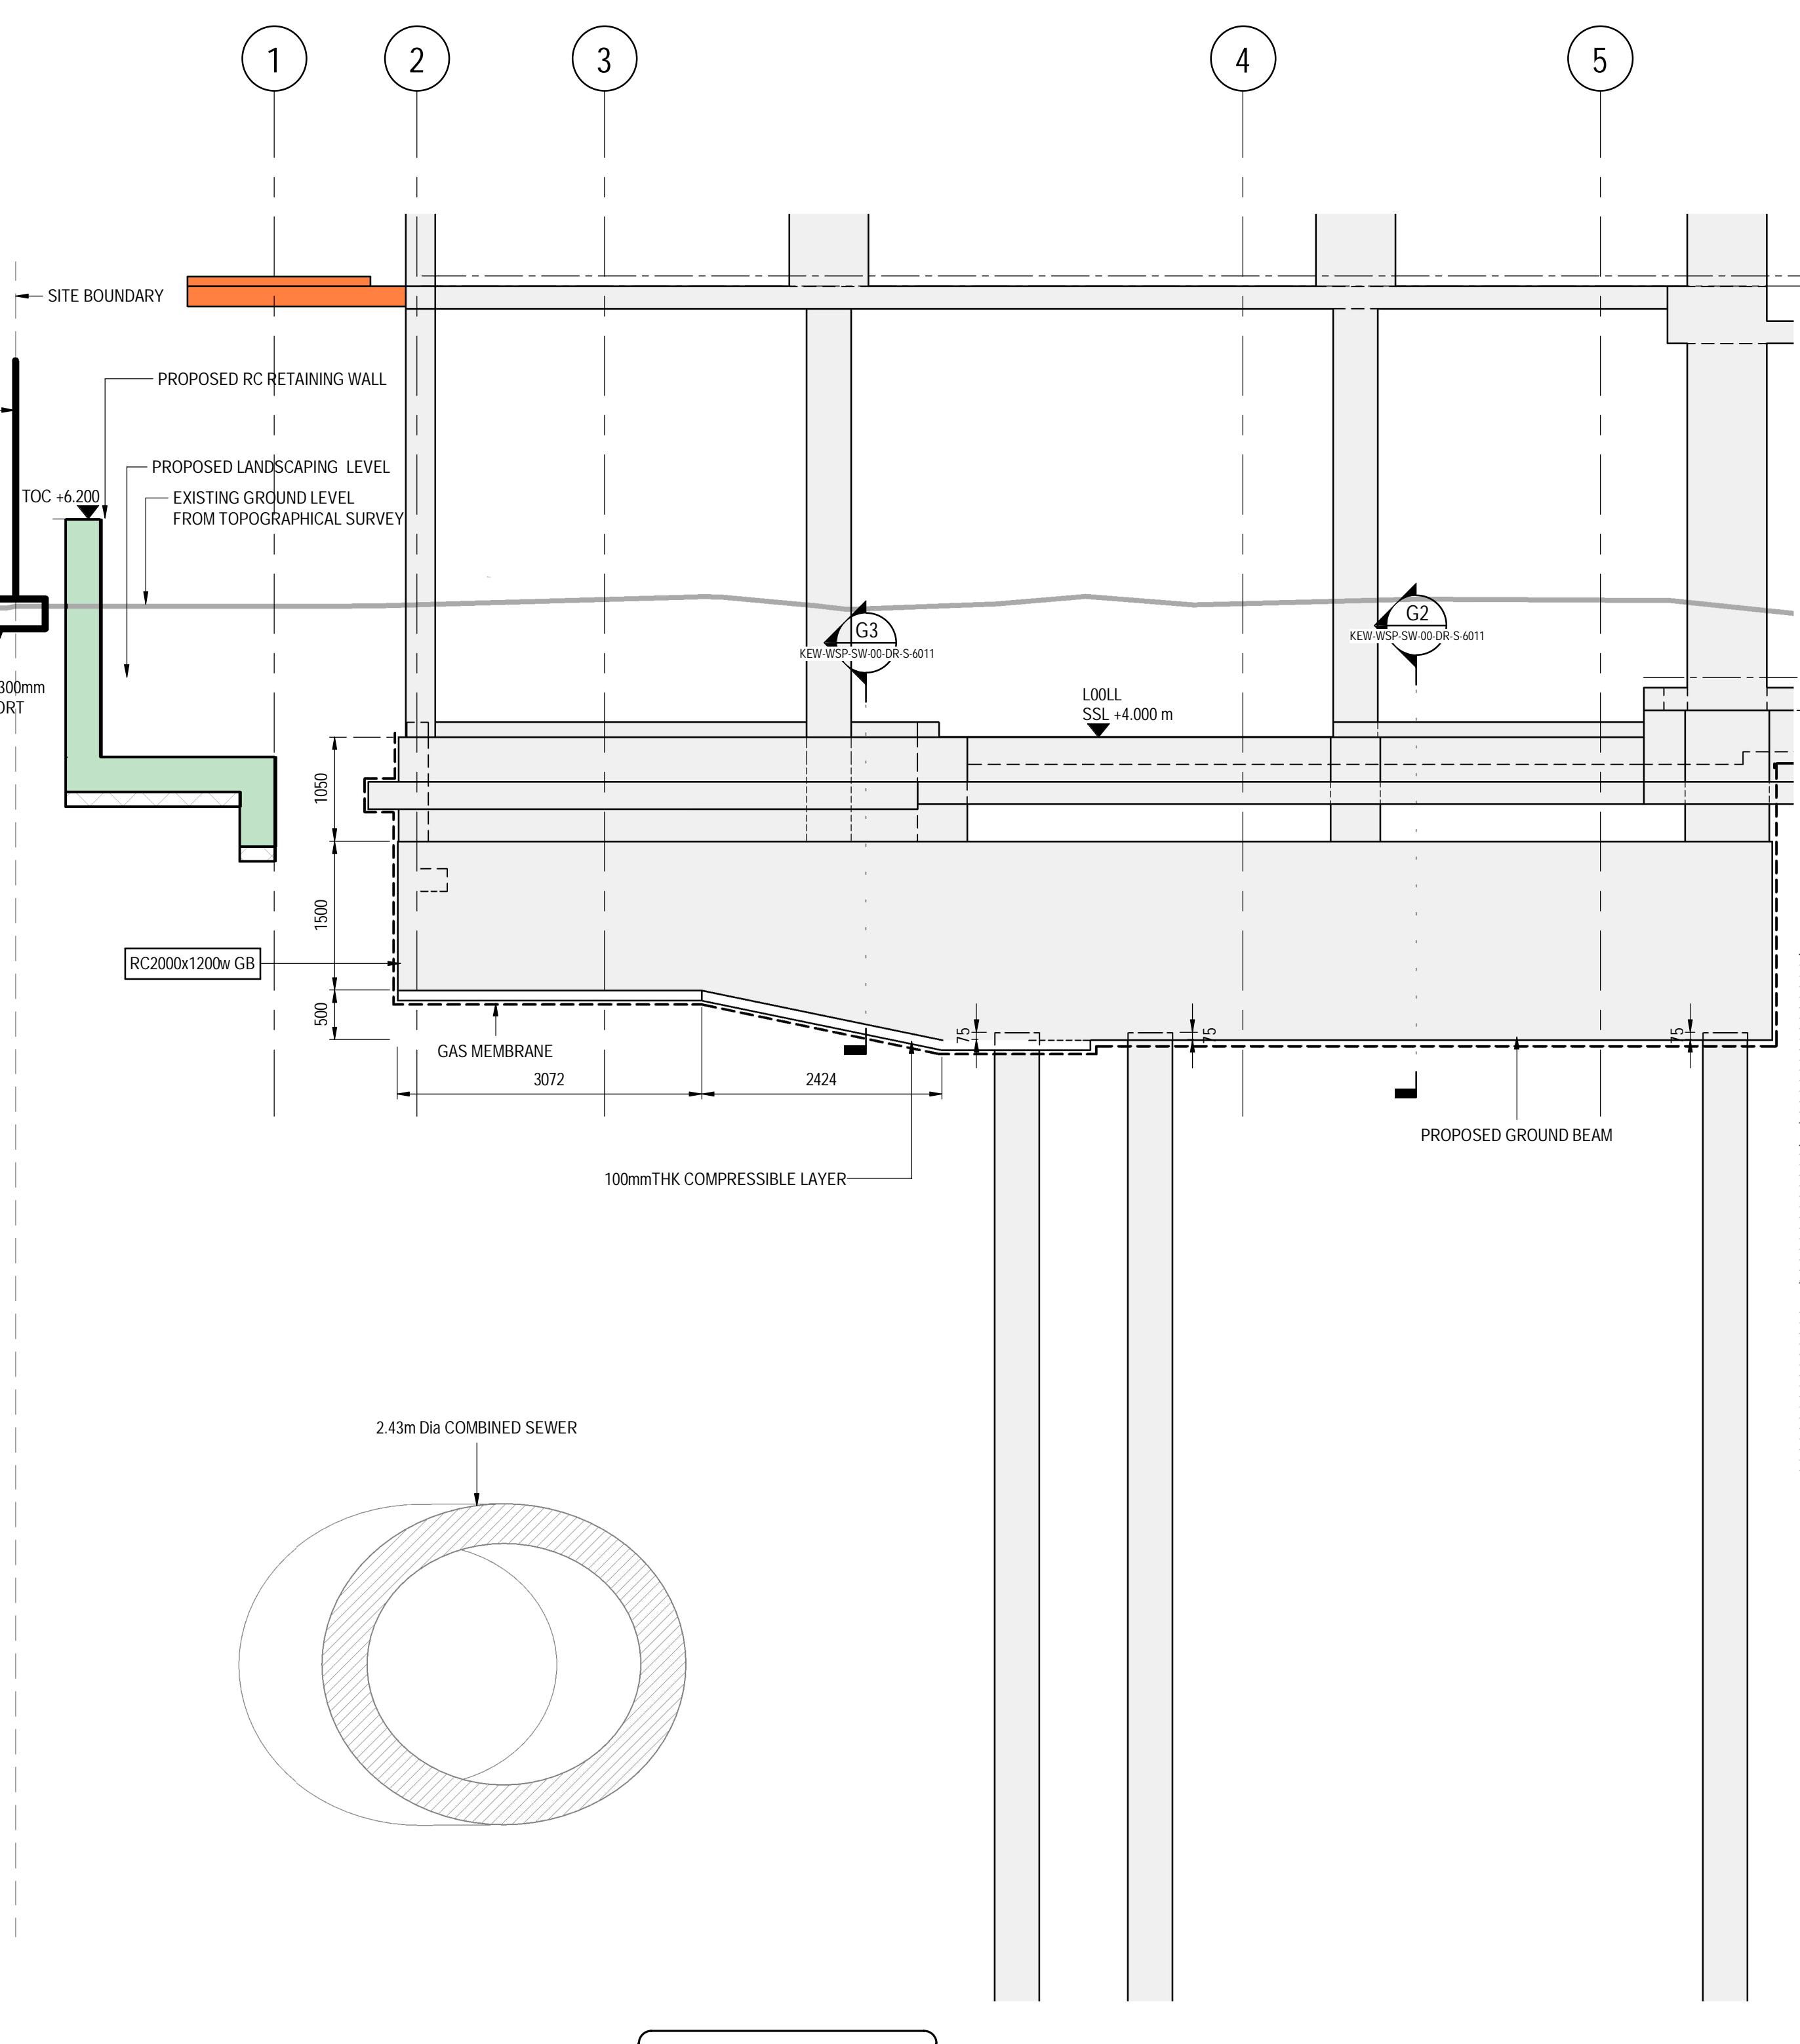 1
2
3
4
5
SITE BOUNDARY
PROPOSED RC RETAINING WALL
PROPOSED LANDSCAPING LEVEL
TOC +6.200
EXISTING GROUND LEVEL
FROM TOPOGRAPHICAL SURVEY
G3
KEW-WSP-SW-00-DR-S-6011
G2
KEW-WSP-SW-00-DR-S-6011
300mm
L00LL
SSL +4.000 m
1050
1500
RC2000x1200w GB
500
GAS MEMBRANE
75
75
75
3072
2424
PROPOSED GROUND BEAM
100mmTHK COMPRESSIBLE LAYER
2.43m Dia COMBINED SEWER